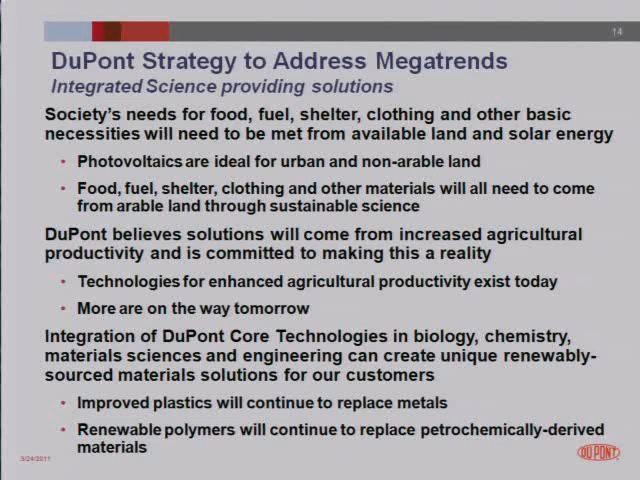 14
DuPont Strategy to Address Megatrends
Integrated Science providing solutions
Society's needs for food, fuel, shelter, clothing and other basic
necessities will need to be met from available land and solar energy
• Photovoltaics are ideal for urban and non-arable land
• Food, fuel, shelter, clothing and other materials will all need to come
from arable land through sustainable science
DuPont believes solutions will come from increased agricultural
productivity and is committed to making this a reality
• Technologies for enhanced agricultural productivity exist today
• More are on the way tomorrow
Integration of DuPont Core Technologies in biology, chemistry,
materials sciences and engineering can create unique renewably-
sourced materials solutions for our customers
• Improved plastics will continue to replace metals
• Renewable polymers will continue to replace petrochemically-derived
materials
3/24/2011
DUPONT